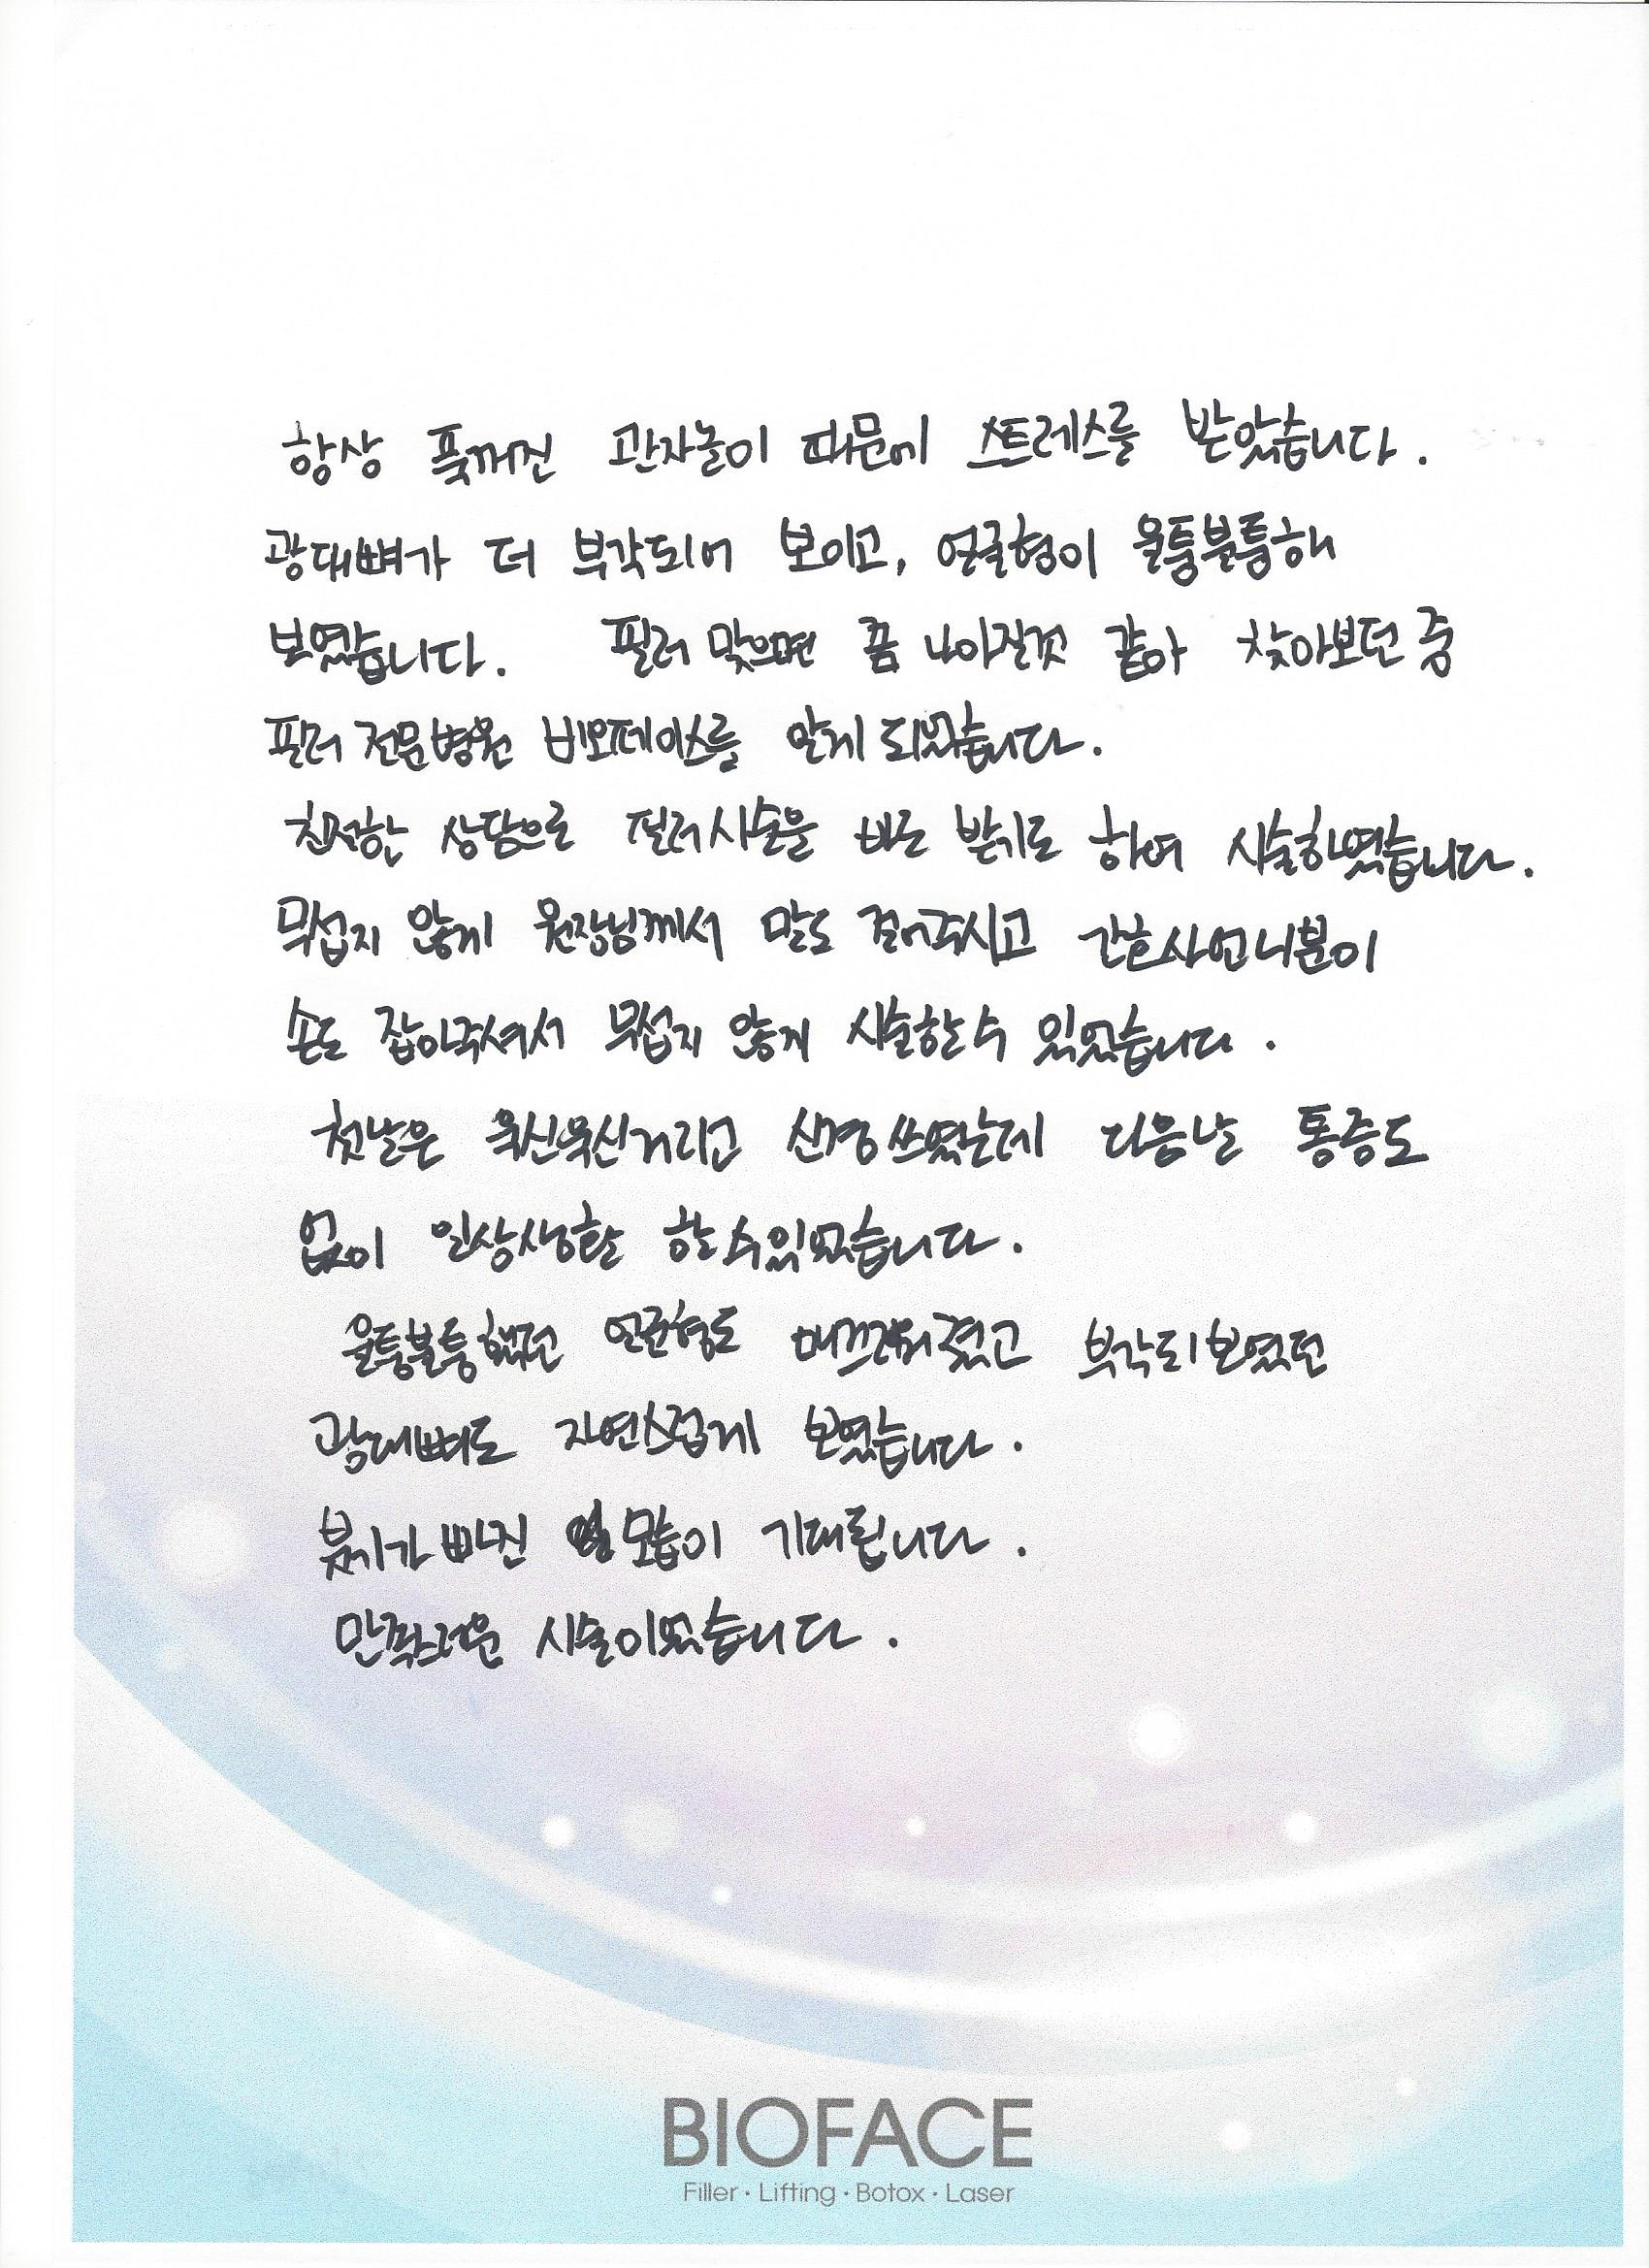 항상 푹꺼진 관자놀이 때문에 스트레스를 받았습니다.
광대뼈가 더 부각되어 보이고, 얼굴형이 울퉁불퉁해
보였습니다. 필러 맞으면 좀 나아질것 같아 찾아보던 중
필러 전문병원 비오페이스를 알게 되었습니다.
친절한 상담으로 필러시술을 바로 받기로 하여 시술하였습니다.
무섭지 않게 원장님께서 말도 걸어주시고 간호사언니분이
손도 잡아주셔서 무섭지 않게 시술할수 있었습니다.
첫날은 욱신욱신거리고 신경쓰였는데 다음날 통증도
없이 일상생활 할수있었습니다.
울퉁불퉁했던 얼굴형도 매끄러워졌고 부각되보였던
광대뼈도 자연스럽게 보였습니다.
붓기가 빠진 모습이 기대됩니다.
만족스러운 시술이었습니다.
BIOFACE
Filler · Lifting · Botox · Laser